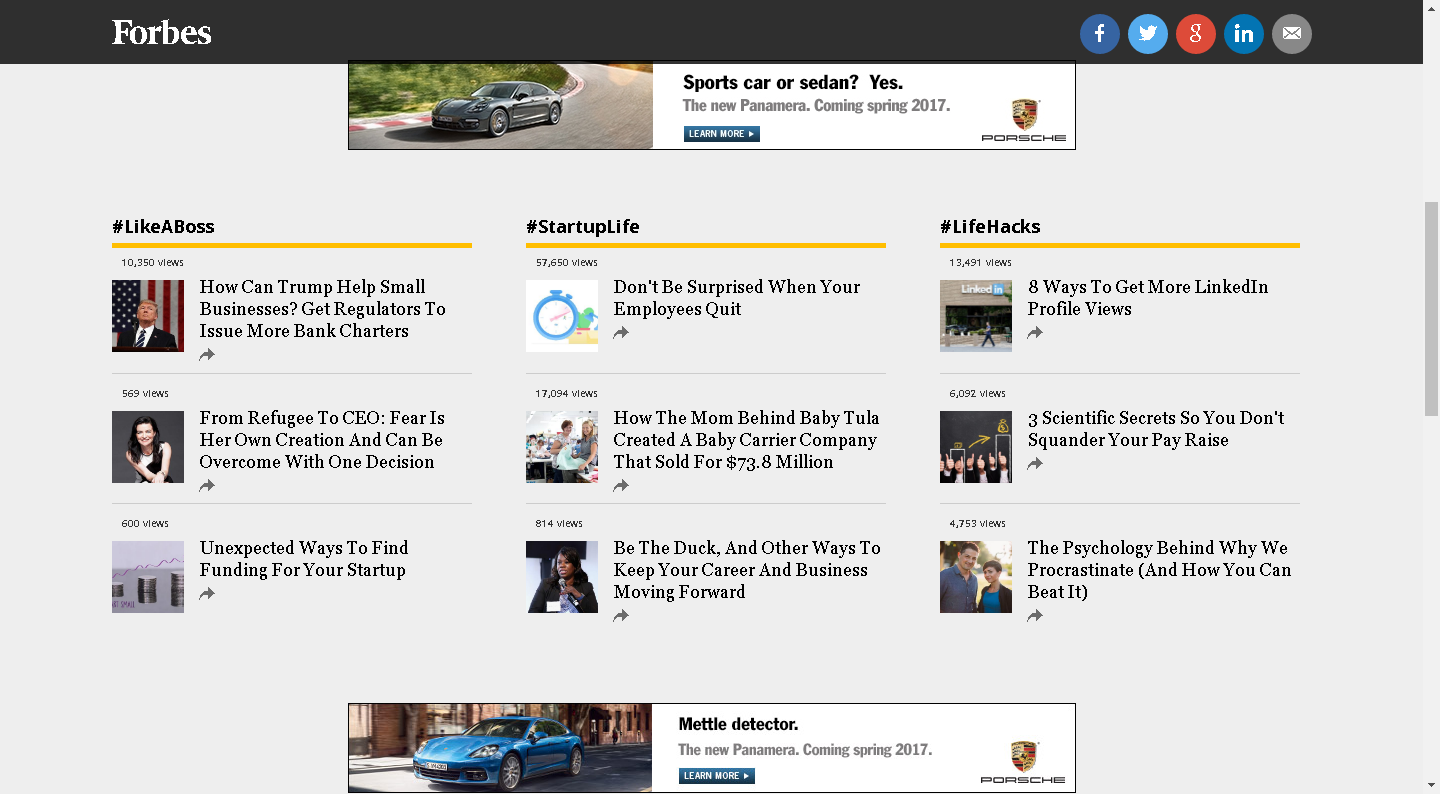 Forbes
Sports car or sedan? Yes.
The new Panamera. Coming spring 2017.
LEARN MORE
PORSCHE
#LikeABoss
10,350 views
How Can Trump Help Small
Businesses? Get Regulators To
Issue More Bank Charters
569 views
From Refugee To CEO: Fear Is
Her Own Creation And Can Be
Overcome With One Decision
600 views
Unexpected Ways To Find
Funding For Your Startup
#StartupLife
57,650 views
Don't Be Surprised When Your
Employees Quit
17,094 views
How The Mom Behind Baby Tula
Created A Baby Carrier Company
That Sold For $73.8 Million
814 views
Be The Duck, And Other Ways To
Keep Your Career And Business
Moving Forward
#LifeHacks
13,491 views
Linked in
8 Ways To Get More LinkedIn
Profile Views
6,092 views
3 Scientific Secrets So You Don't
Squander Your Pay Raise
4,753 views
The Psychology Behind Why We
Procrastinate (And How You Can
Beat It)
Mettle detector.
The new Panamera. Coming spring 2017.
LEARN MORE
PORSCHE